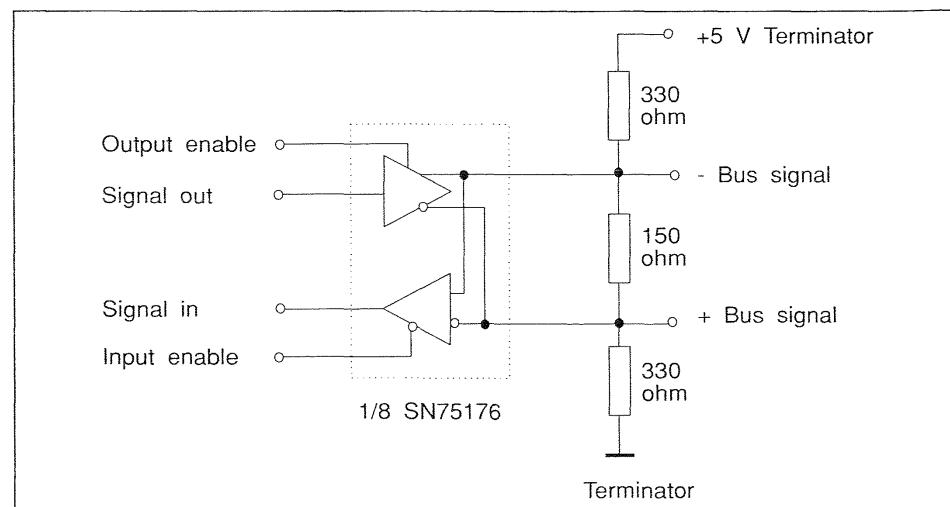 +5 V Terminator
330
ohm
Output enable
Signal out
- Bus signal
150
ohm
Signal in
+ Bus signal
Input enable
330
ohm
1/8 SN75176
Terminator